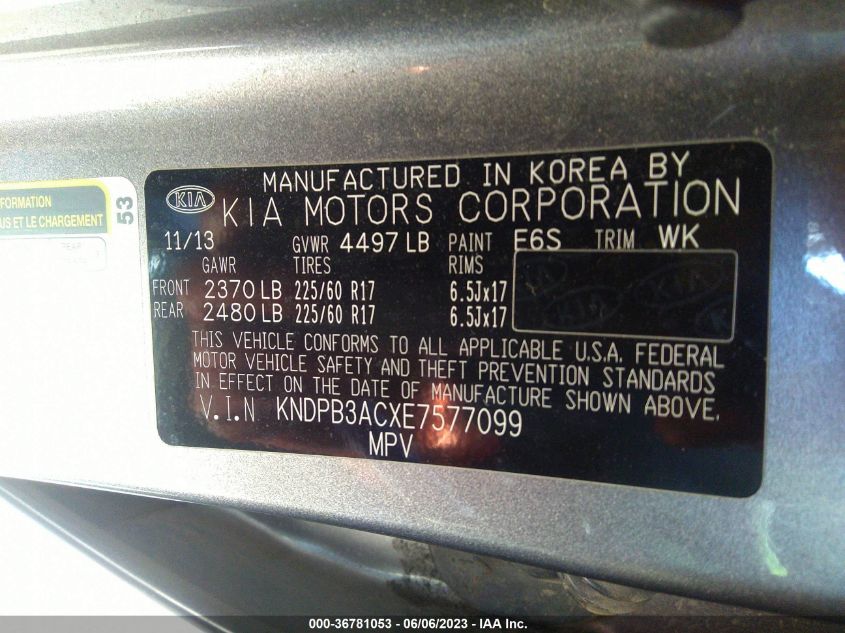 FORMATION
US ET LE CHARGEMENT
53
REAR
KIA
MANUFACTURED IN KOREA BY
KIA MOTORS CORPORATION
11/13 GVWR 4497 LB PAINT E6S TRIM WK
GAWR TIRES RIMS
FRONT 2370 LB 225/60 R17 6.5Jx17
REAR 2480 LB 225/60 R17 6.5Jx17
THIS VEHICLE CONFORMS TO ALL APPLICABLE U.S.A. FEDERAL
MOTOR VEHICLE SAFETY AND THEFT PREVENTION STANDARDS
IN EFFECT ON THE DATE OF MANUFACTURE SHOWN ABOVE.
V.I.N KNDPB3ACXE7577099
MPV
000-36781053 - 06/06/2023 - IAA Inc.